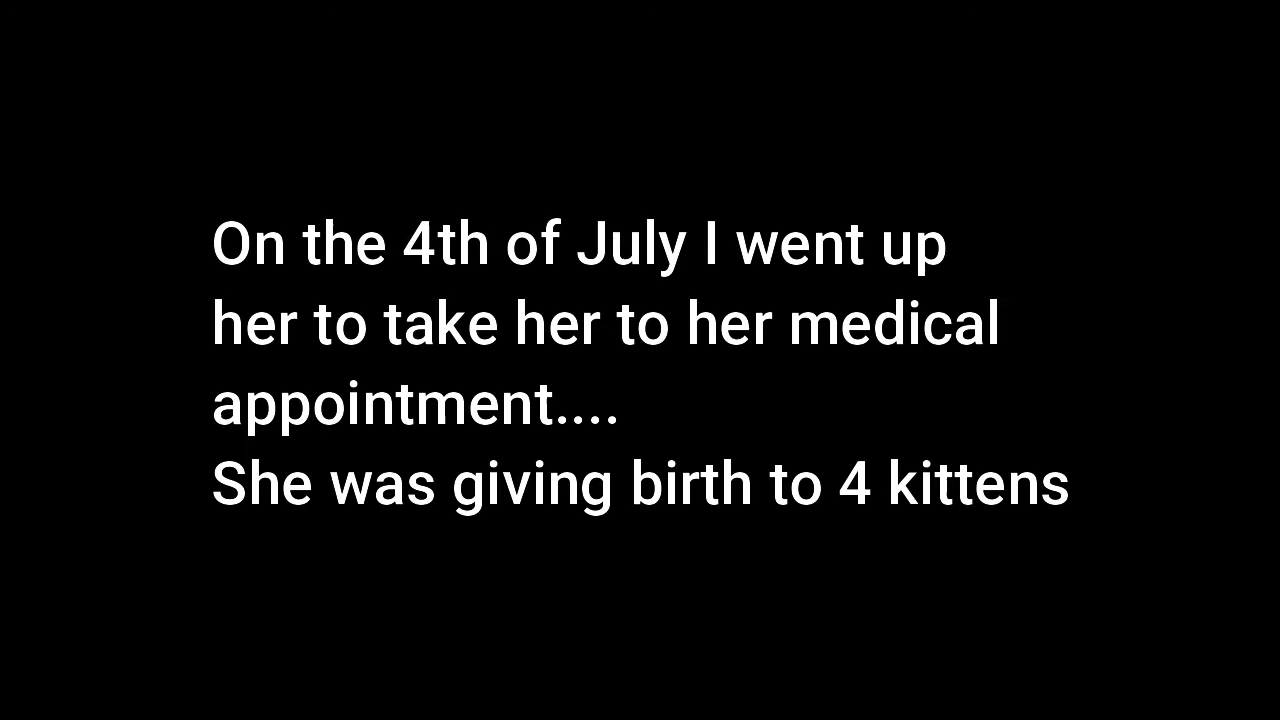 On the 4th of July I went up
her to take her to her medical
appointment....
She was giving birth to 4 kittens